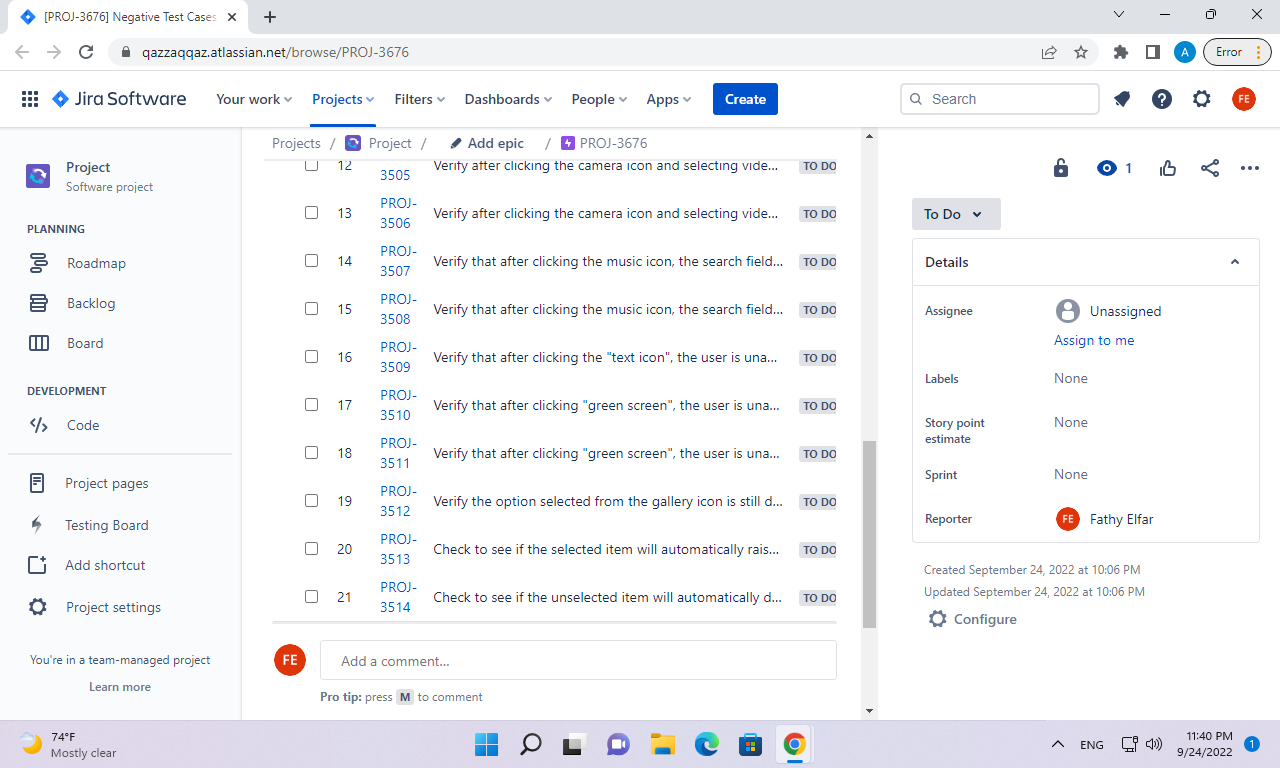 [PROJ-3676] Negative Test Cases
qazzaqqaz.atlassian.net/browse/PROJ-3676
A
Error
Jira Software
Your work
Projects
Filters
Dashboards
People
Apps
Create
Search
FE
Project
Software project
PLANNING
Roadmap
Backlog
Board
DEVELOPMENT
Code
Project pages
Testing Board
Add shortcut
Project settings
You're in a team-managed project
Learn more
Projects / Project / Add epic / PROJ-3676
12 PROJ-3505 Verify after clicking the camera icon and selecting vide... TO DO
13 PROJ-3506 Verify after clicking the camera icon and selecting vide... TO DO
14 PROJ-3507 Verify that after clicking the music icon, the search field... TO DO
15 PROJ-3508 Verify that after clicking the music icon, the search field... TO DO
16 PROJ-3509 Verify that after clicking the "text icon", the user is una... TO DO
17 PROJ-3510 Verify that after clicking "green screen", the user is una... TO DO
18 PROJ-3511 Verify that after clicking "green screen", the user is una... TO DO
19 PROJ-3512 Verify the option selected from the gallery icon is still d... TO DO
20 PROJ-3513 Check to see if the selected item will automatically rais... TO DO
21 PROJ-3514 Check to see if the unselected item will automatically d... TO DO
FE
Add a comment...
Pro tip: press M to comment
1
To Do
Details
Assignee
Unassigned
Assign to me
Labels
None
Story point estimate
None
Sprint
None
Reporter
FE Fathy Elfar
Created September 24, 2022 at 10:06 PM
Updated September 24, 2022 at 10:06 PM
Configure
74°F
Mostly clear
ENG
11:40 PM
9/24/2022
1